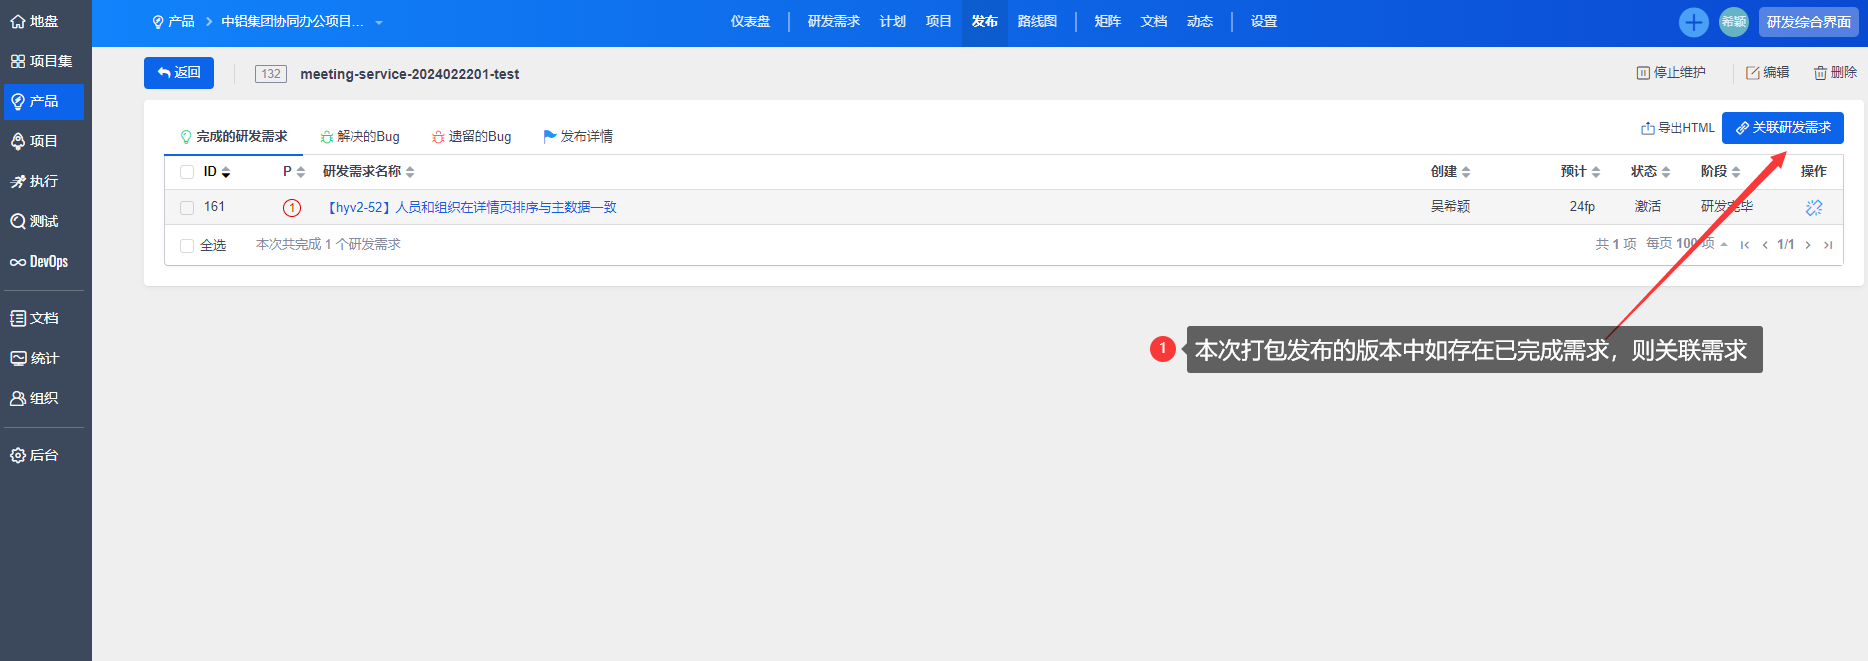 地盘
项目集
产品
项目
执行
测试
DevOps
文档
统计
组织
后台
产品 > 中铝集团协同办公项目...
仪表盘 研发需求 计划 项目 发布 路线图 矩阵 文档 动态 设置
希颖 研发综合界面
返回 132 meeting-service-2024022201-test
停止维护 编辑 删除
完成的研发需求 解决的Bug 遗留的Bug 发布详情
导出HTML 关联研发需求
ID P 研发需求名称 创建 预计 状态 阶段 操作
161 1 【hyv2-52】人员和组织在详情页排序与主数据一致 吴希颖 24fp 激活 研发完毕
全选 本次共完成 1 个研发需求 共 1 项 每页 100 项 1/1
1 本次打包发布的版本中如存在已完成需求，则关联需求